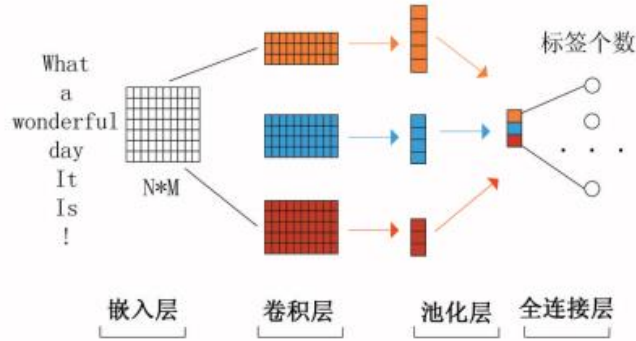 What
a
wonderful
day
It
Is
!
N*M
标签个数
. . .
嵌入层
卷积层
池化层
全连接层